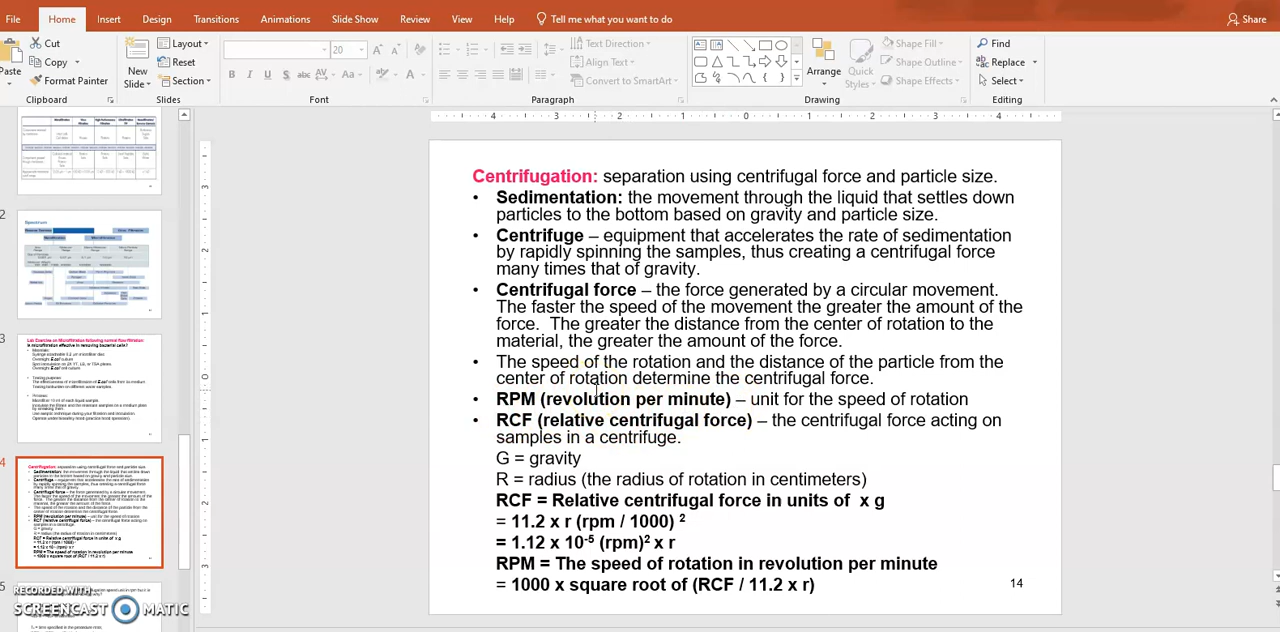 File Home Insert Design Transitions Animations Slide Show Review View Help Tell me what you want to do Share
Cut
Copy
Paste Format Painter
New Slide
Layout
Reset
Section
20
B I U S abc AV Aa A
Text Direction
Align Text
Convert to SmartArt
Arrange
Quick Styles
Shape Fill
Shape Outline
Shape Effects
Find
Replace
Select
Clipboard Slides Font Paragraph Drawing Editing
2
3
4
5
Spectrum
RECORDED WITH
SCREENCAST MATIC
Centrifugation: separation using centrifugal force and particle size.
• Sedimentation: the movement through the liquid that settles down
particles to the bottom based on gravity and particle size.
• Centrifuge – equipment that accelerates the rate of sedimentation
by rapidly spinning the samples, thus creating a centrifugal force
many times that of gravity.
• Centrifugal force – the force generated by a circular movement.
The faster the speed of the movement the greater the amount of the
force. The greater the distance from the center of rotation to the
material, the greater the amount of the force.
• The speed of the rotation and the distance of the particle from the
center of rotation determine the centrifugal force.
• RPM (revolution per minute) – unit for the speed of rotation
• RCF (relative centrifugal force) – the centrifugal force acting on
samples in a centrifuge.
G = gravity
R = radius (the radius of rotation in centimeters)
RCF = Relative centrifugal force in units of x g
= 11.2 x r (rpm / 1000) ²
= 1.12 x 10⁻⁵ (rpm)² x r
RPM = The speed of rotation in revolution per minute
= 1000 x square root of (RCF / 11.2 x r)
14